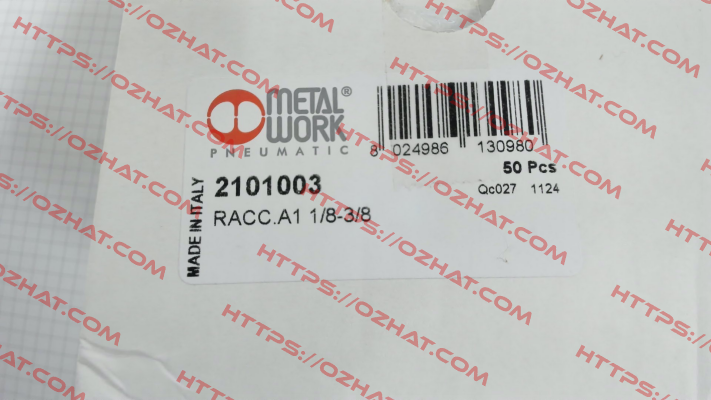 METAL® WORK
PNEUMATIC
8 024986 130980
50 Pcs
Qc027 1124
MADE IN ITALY
2101003
RACC.A1 1/8-3/8
HTTPS://OZHAT.COM